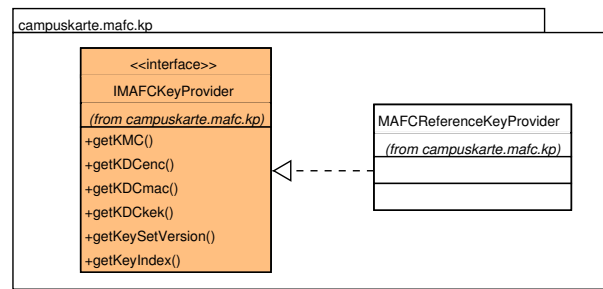 campuskarte.mafc.kp
<<interface>>
IMAFCKeyProvider
(from campuskarte.mafc.kp)
+getKMC()
+getKDCenc()
+getKDCmac()
+getKDCkek()
+getKeySetVersion()
+getKeyIndex()
MAFCReferenceKeyProvider
(from campuskarte.mafc.kp)